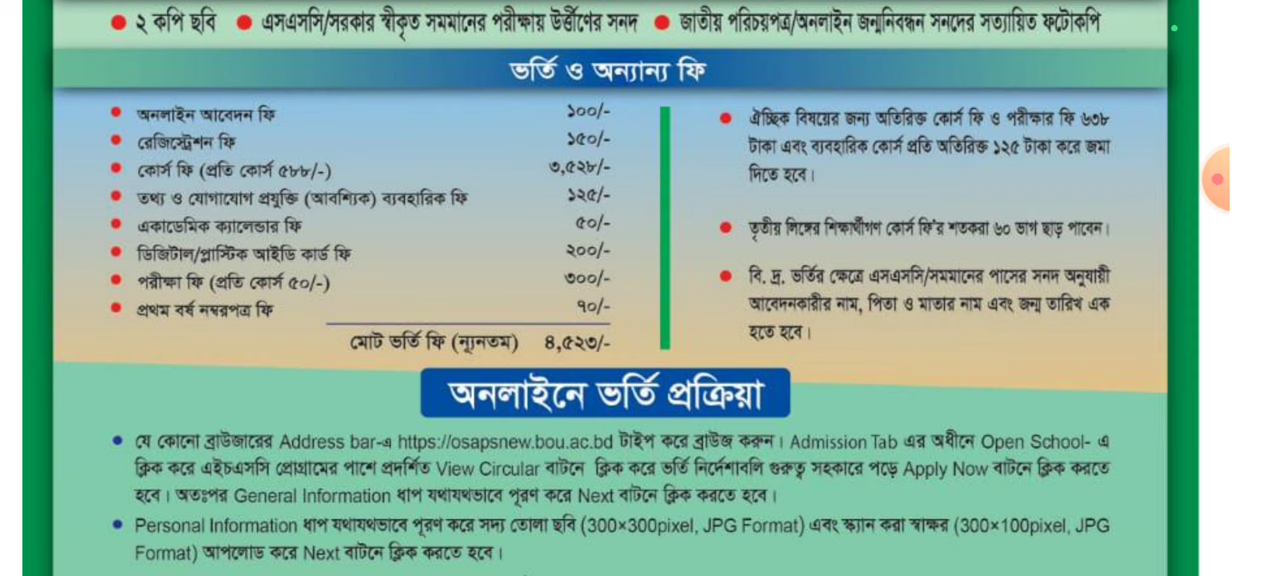 ● ২ কপি ছবি ● এসএসসি/সরকার স্বীকৃত সমমানের পরীক্ষায় উর্ত্তীণের সনদ ● জাতীয় পরিচয়পত্র/অনলাইন জন্মনিবন্ধন সনদের সত্যায়িত ফটোকপি
ভর্তি ও অন্যান্য ফি
● অনলাইন আবেদন ফি ১০০/-
● রেজিস্ট্রেশন ফি ১৫০/-
● কোর্স ফি (প্রতি কোর্স ৫৮৮/-) ৩,৫২৮/-
● তথ্য ও যোগাযোগ প্রযুক্তি (আবশ্যিক) ব্যবহারিক ফি ১২৫/-
● একাডেমিক ক্যালেন্ডার ফি ৫০/-
● ডিজিটাল/প্লাস্টিক আইডি কার্ড ফি ২০০/-
● পরীক্ষা ফি (প্রতি কোর্স ৫০/-) ৩০০/-
● প্রথম বর্ষ নম্বরপত্র ফি ৭০/-
মোট ভর্তি ফি (ন্যূনতম) ৪,৫২৩/-
● ঐচ্ছিক বিষয়ের জন্য অতিরিক্ত কোর্স ফি ও পরীক্ষার ফি ৬৩৮
টাকা এবং ব্যবহারিক কোর্স প্রতি অতিরিক্ত ১২৫ টাকা করে জমা
দিতে হবে।
● তৃতীয় লিঙ্গের শিক্ষার্থীগণ কোর্স ফি'র শতকরা ৬০ ভাগ ছাড় পাবেন।
● বি. দ্র. ভর্তির ক্ষেত্রে এসএসসি/সমমানের পাসের সনদ অনুযায়ী
আবেদনকারীর নাম, পিতা ও মাতার নাম এবং জন্ম তারিখ এক
হতে হবে।
অনলাইনে ভর্তি প্রক্রিয়া
● যে কোনো ব্রাউজারের Address bar-এ https://osapsnew.bou.ac.bd টাইপ করে ব্রাউজ করুন। Admission Tab এর অধীনে Open School- এ
ক্লিক করে এইচএসসি প্রোগ্রামের পাশে প্রদর্শিত View Circular বাটনে ক্লিক করে ভর্তি নির্দেশাবলি গুরুত্ব সহকারে পড়ে Apply Now বাটনে ক্লিক করতে
হবে। অতঃপর General Information ধাপ যথাযথভাবে পূরণ করে Next বাটনে ক্লিক করতে হবে।
● Personal Information ধাপ যথাযথভাবে পূরণ করে সদ্য তোলা ছবি (300×300pixel, JPG Format) এবং স্ক্যান করা স্বাক্ষর (300×100pixel, JPG
Format) আপলোড করে Next বাটনে ক্লিক করতে হবে।